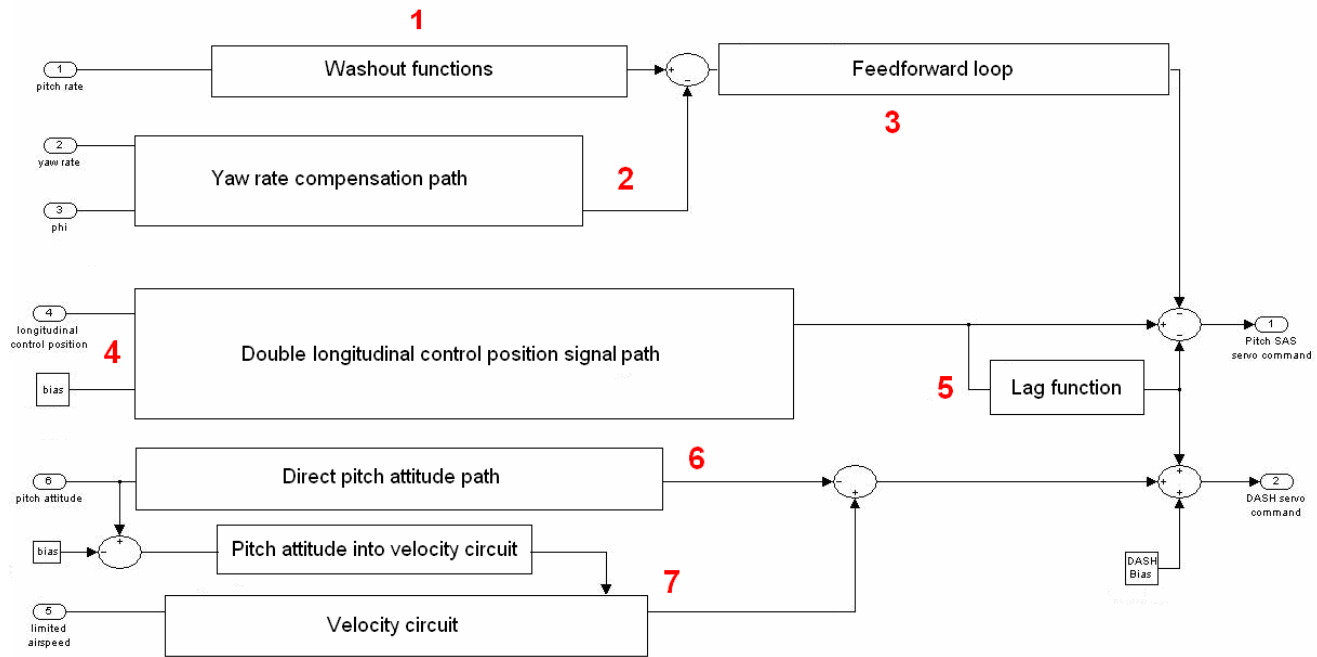 1
Washout functions
1
pitch rate
+
-
Feedforward loop
3
2
yaw rate
Yaw rate compensation path
2
3
phi
4
longitudinal
control position
4
bias
Double longitudinal control position signal path
5
Lag function
-
+
-
1
Pitch SAS
servo command
6
pitch attitude
Direct pitch attitude path
6
-
+
+
+
+
2
DASH servo
command
bias
-
+
Pitch attitude into velocity circuit
7
DASH
Bias
5
limited
airspeed
Velocity circuit